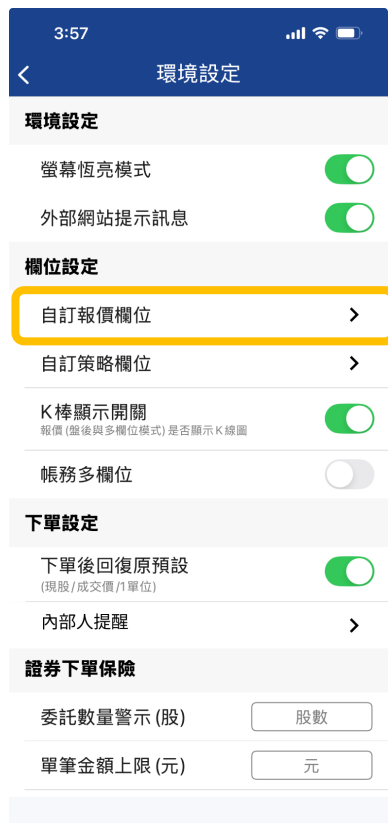 3:57
環境設定
環境設定
螢幕恆亮模式
外部網站提示訊息
欄位設定
自訂報價欄位
自訂策略欄位
K棒顯示開關
報價(盤後與多欄位模式)是否顯示K線圖
帳務多欄位
下單設定
下單後回復原預設
(現股/成交價/1單位)
內部人提醒
證券下單保險
委託數量警示(股) 股數
單筆金額上限(元) 元